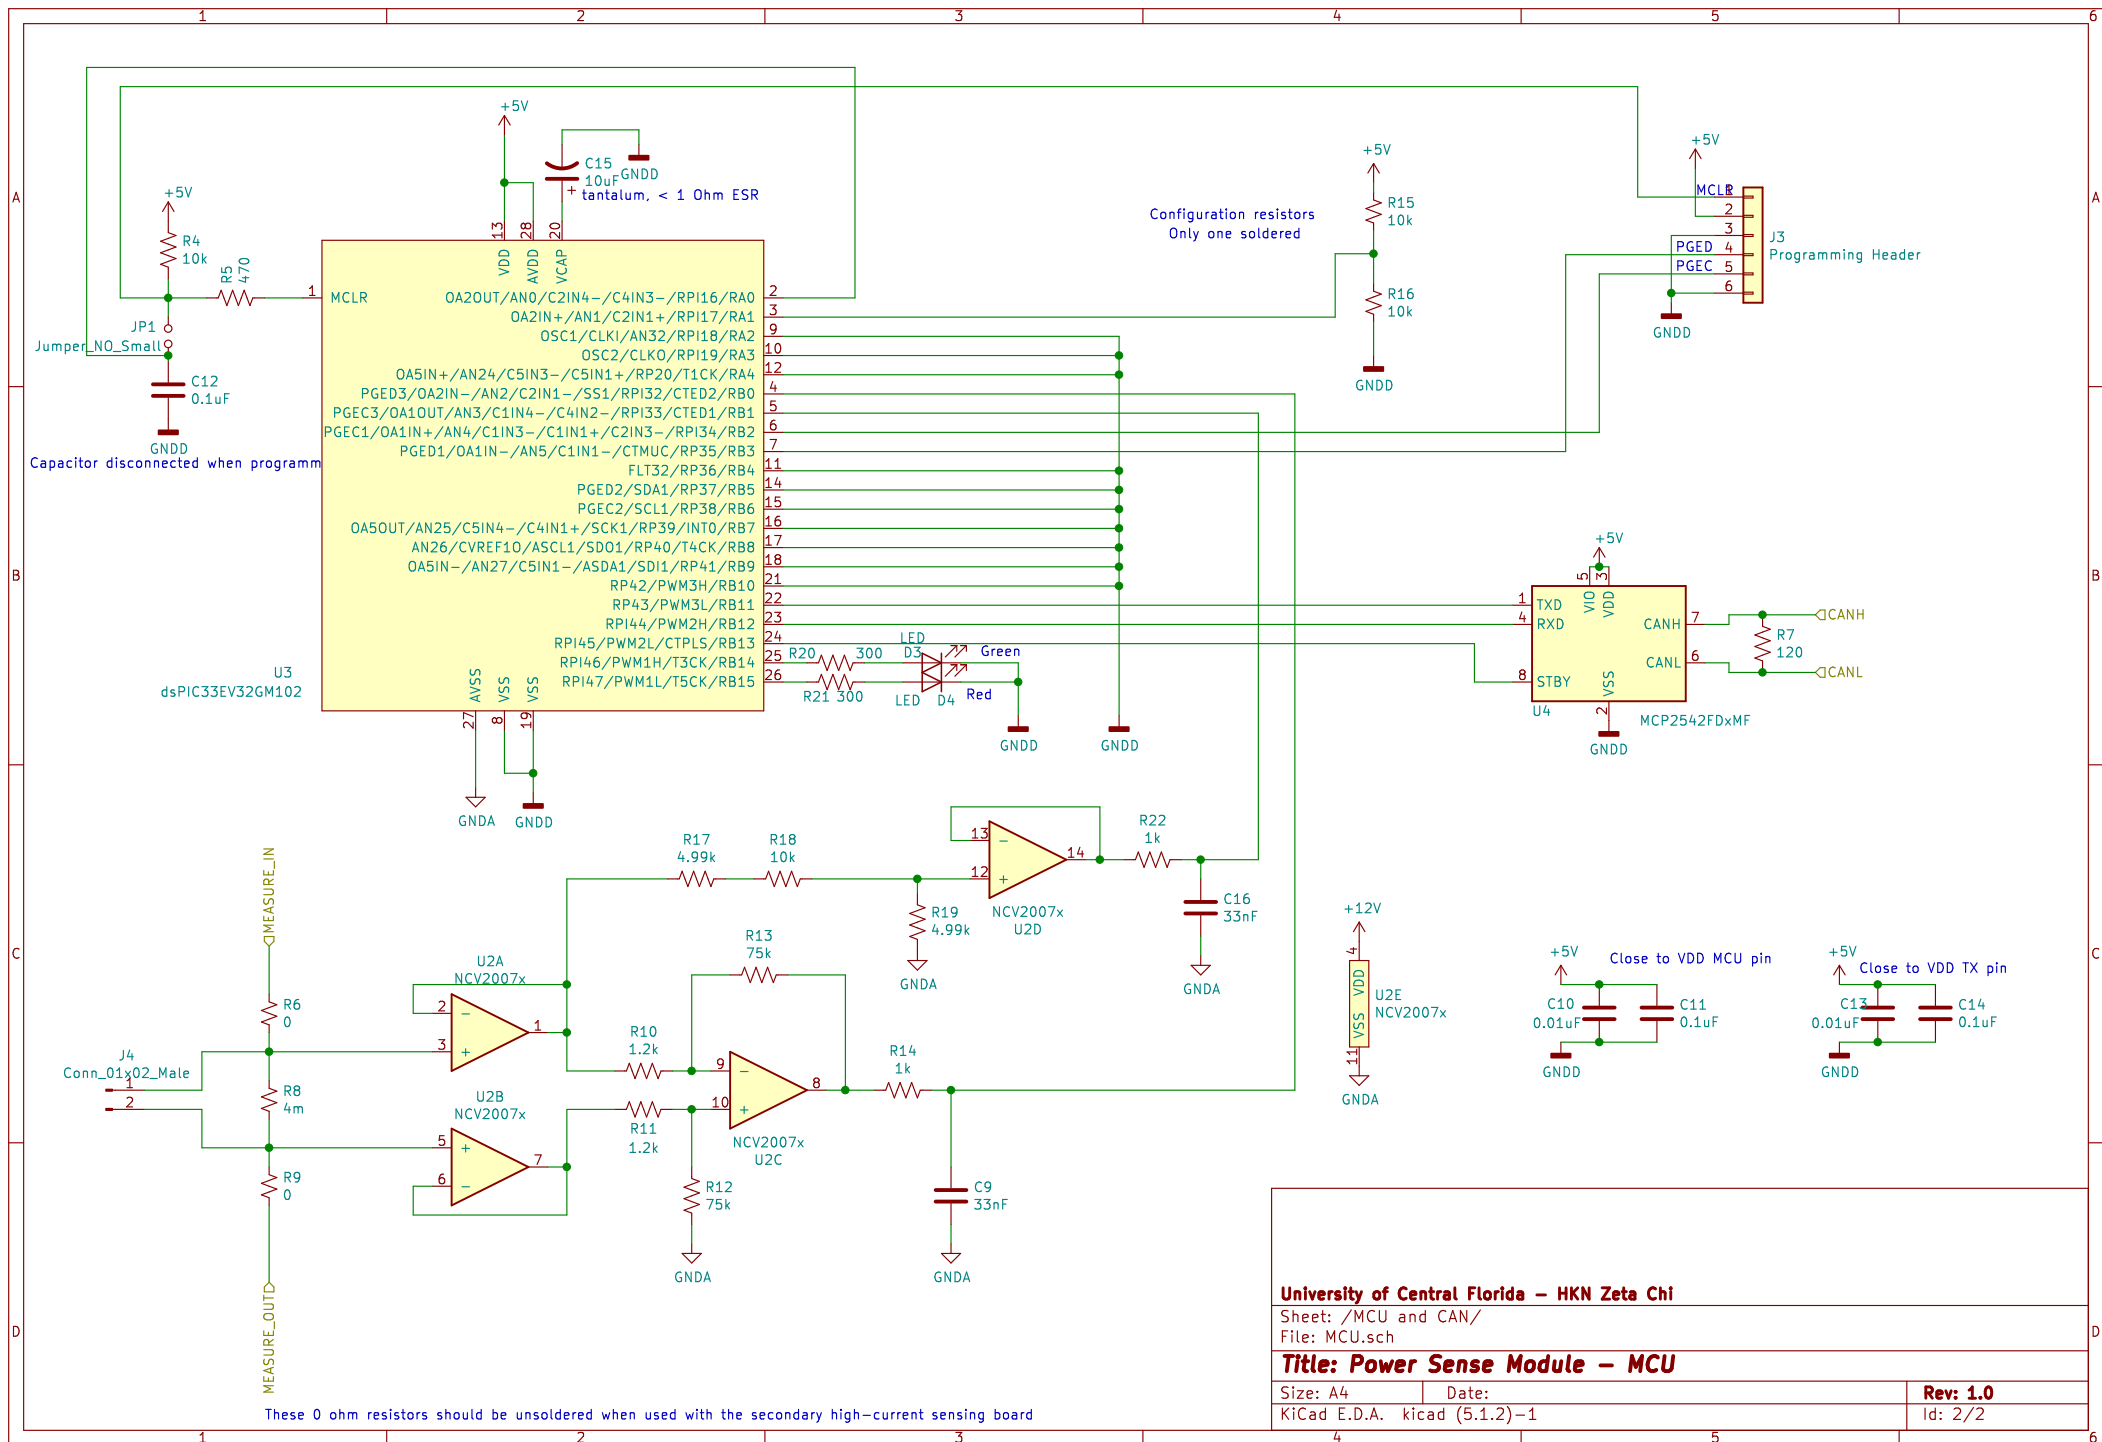 1 2 3 4 5 6
+5V
C15
10uF
GNDD
tantalum, < 1 Ohm ESR
+5V
R4
10k
R5
470
JP1
Jumper_NO_Small
C12
0.1uF
GNDD
Capacitor disconnected when programm
13 28 20
VDD AVDD VCAP
1 MCLR
OA2OUT/AN0/C2IN4-/C4IN3-/RPI16/RA0 2
OA2IN+/AN1/C2IN1+/RPI17/RA1 3
OSC1/CLKI/AN32/RPI18/RA2 9
OSC2/CLKO/RPI19/RA3 10
OA5IN+/AN24/C5IN3-/C5IN1+/RP20/T1CK/RA4 12
PGED3/OA2IN-/AN2/C2IN1-/SS1/RPI32/CTED2/RB0 4
PGEC3/OA1OUT/AN3/C1IN4-/C4IN2-/RPI33/CTED1/RB1 5
PGEC1/OA1IN+/AN4/C1IN3-/C1IN1+/C2IN3-/RPI34/RB2 6
PGED1/OA1IN-/AN5/C1IN1-/CTMUC/RP35/RB3 7
FLT32/RP36/RB4 11
PGED2/SDA1/RP37/RB5 14
PGEC2/SCL1/RP38/RB6 15
OA5OUT/AN25/C5IN4-/C4IN1+/SCK1/RP39/INT0/RB7 16
AN26/CVREF1O/ASCL1/SDO1/RP40/T4CK/RB8 17
OA5IN-/AN27/C5IN1-/ASDA1/SDI1/RP41/RB9 18
RP42/PWM3H/RB10 21
RP43/PWM3L/RB11 22
RPI44/PWM2H/RB12 23
RPI45/PWM2L/CTPLS/RB13 24
RPI46/PWM1H/T3CK/RB14 25
RPI47/PWM1L/T5CK/RB15 26
U3
dsPIC33EV32GM102
AVSS VSS VSS
27 8 19
GNDA
GNDD
R20 300
LED
D3
Green
R21 300
LED D4
Red
GNDD
GNDD
Configuration resistors
Only one soldered
+5V
R15
10k
R16
10k
GNDD
+5V
MCLR 1
2
3
PGED 4
PGEC 5
6
J3
Programming Header
GNDD
+5V
5 3
VIO VDD
1 TXD
4 RXD
8 STBY
CANH 7
CANL 6
VSS
2
U4
MCP2542FDxMF
GNDD
R7
120
CANH
CANL
MEASURE_IN
R6
0
J4
Conn_01x02_Male
1
2
R8
4m
R9
0
MEASURE_OUT
U2A
NCV2007x
2 -
3 +
1
U2B
NCV2007x
5 +
6 -
7
R17
4.99k
R18
10k
R19
4.99k
GNDA
13 -
12 +
14
NCV2007x
U2D
R22
1k
C16
33nF
GNDA
R13
75k
R10
1.2k
R11
1.2k
9 -
10 +
8
NCV2007x
U2C
R12
75k
GNDA
R14
1k
C9
33nF
GNDA
+12V
4
VDD
VSS
11
U2E
NCV2007x
GNDA
+5V
Close to VDD MCU pin
C10
0.01uF
C11
0.1uF
GNDD
+5V
Close to VDD TX pin
C13
0.01uF
C14
0.1uF
GNDD
These 0 ohm resistors should be unsoldered when used with the secondary high-current sensing board
University of Central Florida - HKN Zeta Chi
Sheet: /MCU and CAN/
File: MCU.sch
Title: Power Sense Module - MCU
Size: A4 Date: Rev: 1.0
KiCad E.D.A. kicad (5.1.2)-1 Id: 2/2
A A
B B
C C
D D
1 2 3 4 5 6